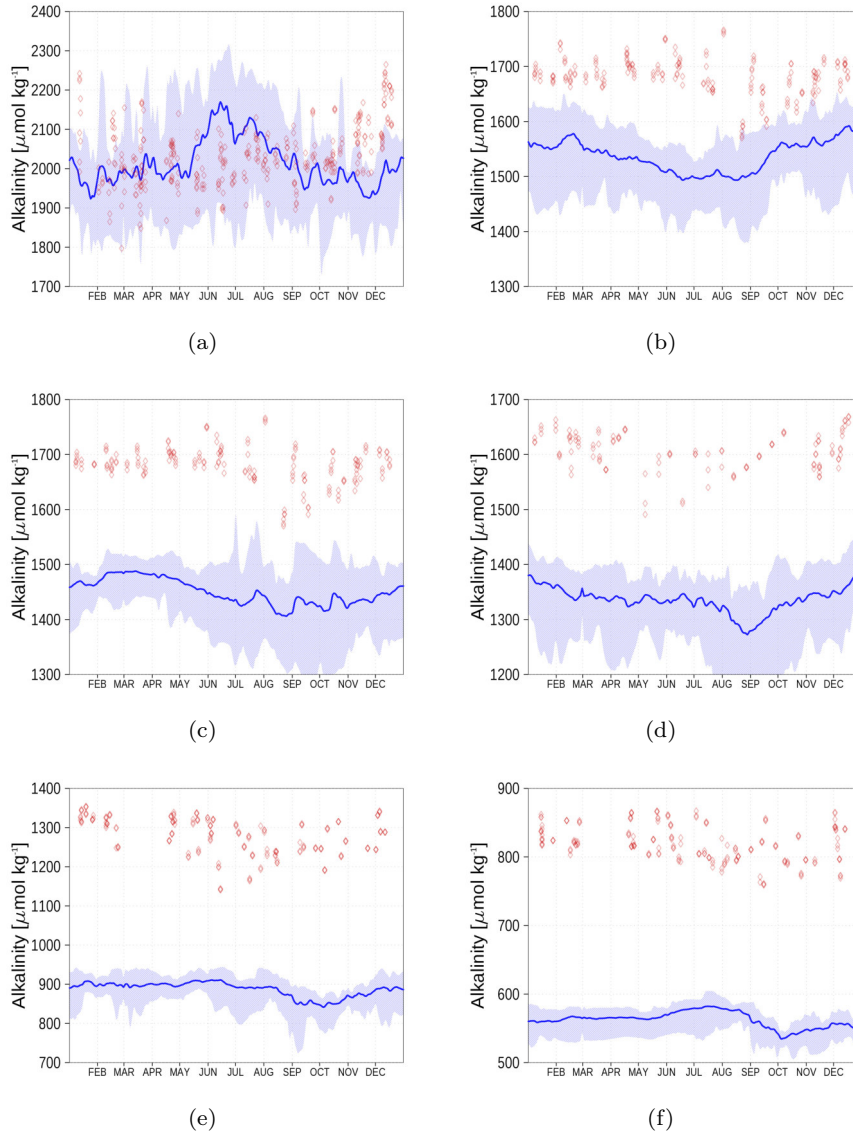 2400
2300
2200
2100
2000
1900
1800
1700
Alkalinity [μmol kg⁻¹]
FEB MAR APR MAY JUN JUL AUG SEP OCT NOV DEC
(a)
1800
1700
1600
1500
1400
1300
Alkalinity [μmol kg⁻¹]
FEB MAR APR MAY JUN JUL AUG SEP OCT NOV DEC
(b)
1800
1700
1600
1500
1400
1300
Alkalinity [μmol kg⁻¹]
FEB MAR APR MAY JUN JUL AUG SEP OCT NOV DEC
(c)
1700
1600
1500
1400
1300
1200
Alkalinity [μmol kg⁻¹]
FEB MAR APR MAY JUN JUL AUG SEP OCT NOV DEC
(d)
1400
1300
1200
1100
1000
900
800
700
Alkalinity [μmol kg⁻¹]
FEB MAR APR MAY JUN JUL AUG SEP OCT NOV DEC
(e)
900
800
700
600
500
Alkalinity [μmol kg⁻¹]
FEB MAR APR MAY JUN JUL AUG SEP OCT NOV DEC
(f)